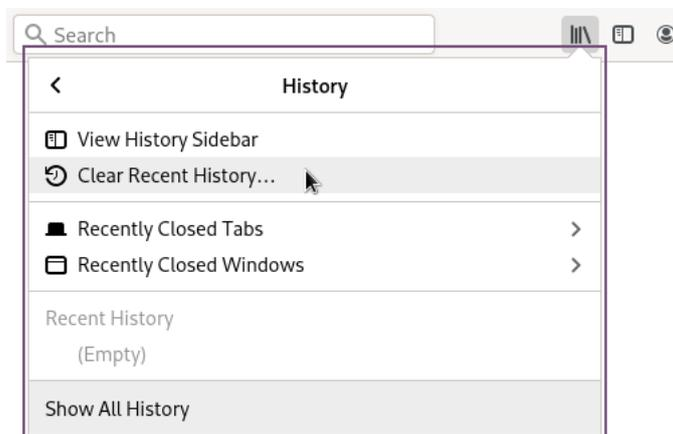 Search
History
View History Sidebar
Clear Recent History...
Recently Closed Tabs
Recently Closed Windows
Recent History
(Empty)
Show All History